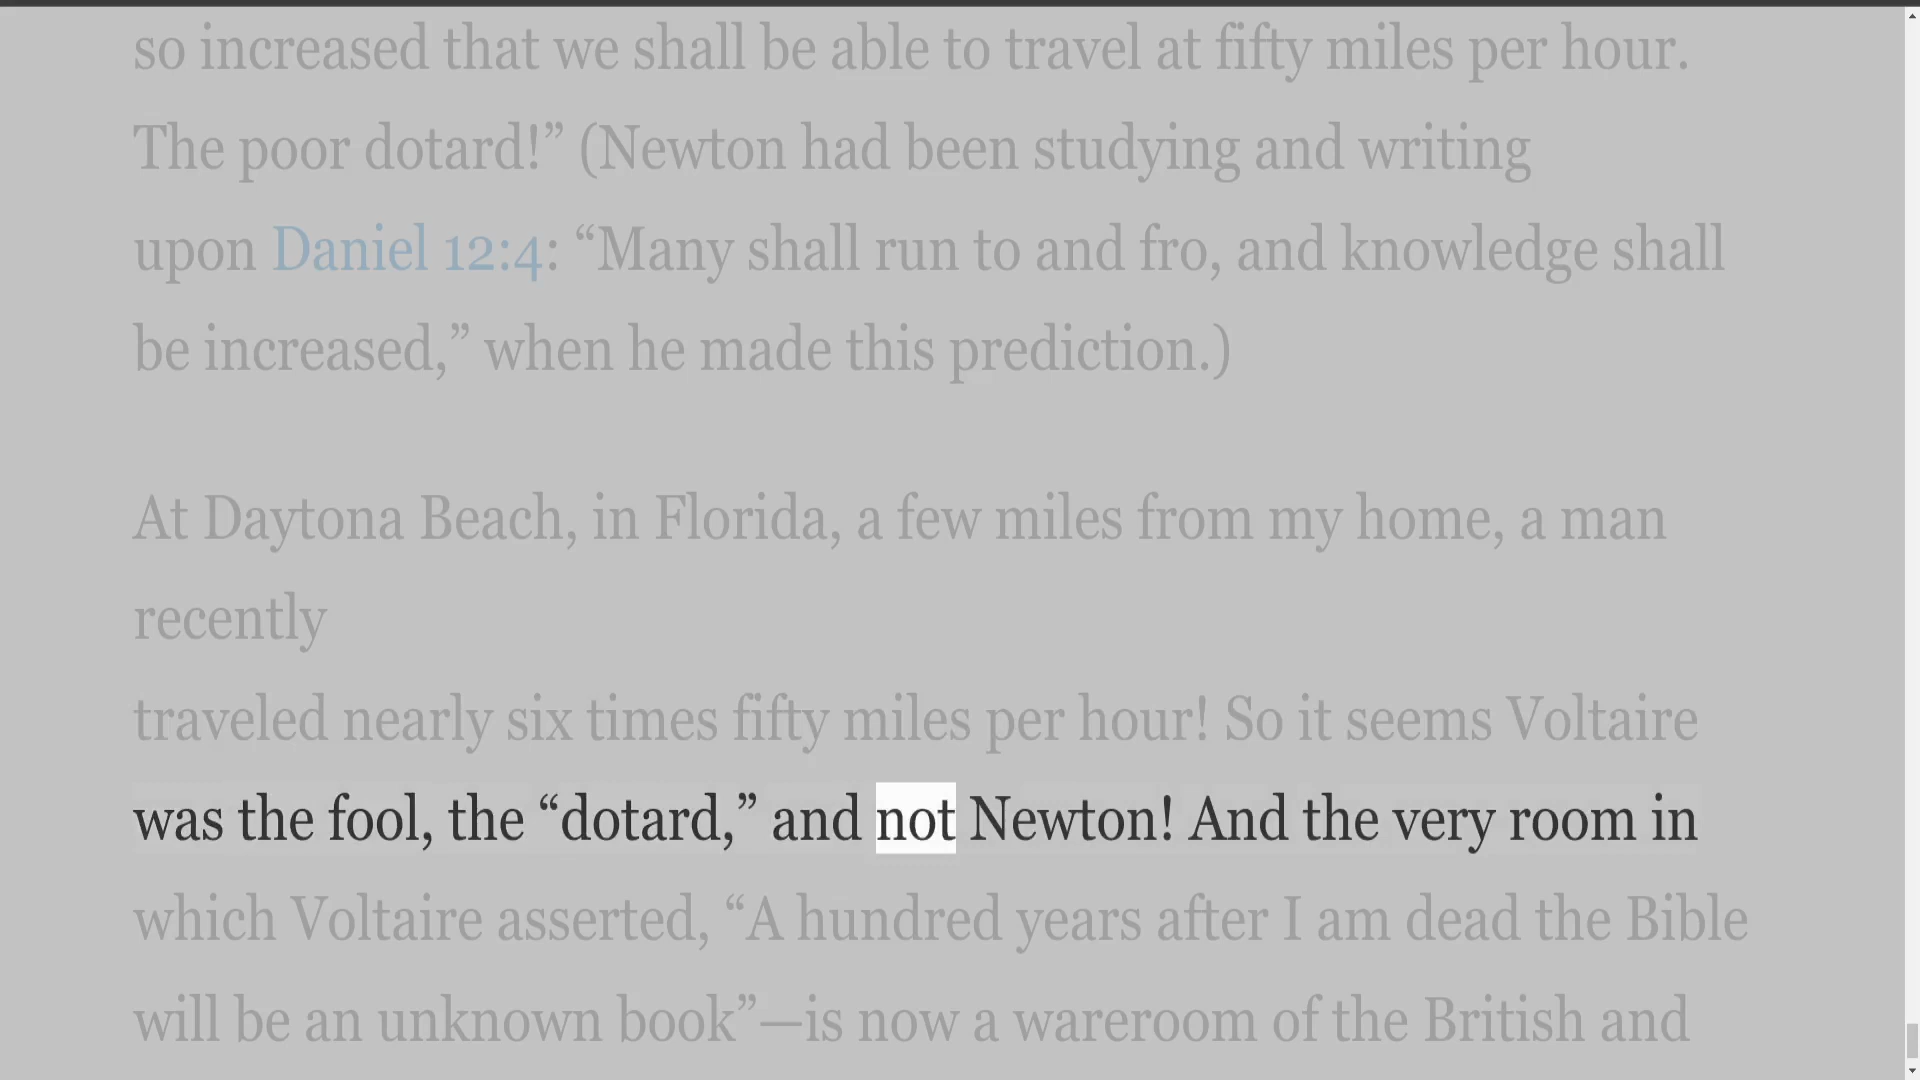 so increased that we shall be able to travel at fifty miles per hour.
The poor dotard!” (Newton had been studying and writing
upon Daniel 12:4: “Many shall run to and fro, and knowledge shall
be increased,” when he made this prediction.)
At Daytona Beach, in Florida, a few miles from my home, a man
recently
traveled nearly six times fifty miles per hour! So it seems Voltaire
was the fool, the “dotard,” and not Newton! And the very room in
which Voltaire asserted, “A hundred years after I am dead the Bible
will be an unknown book”—is now a wareroom of the British and